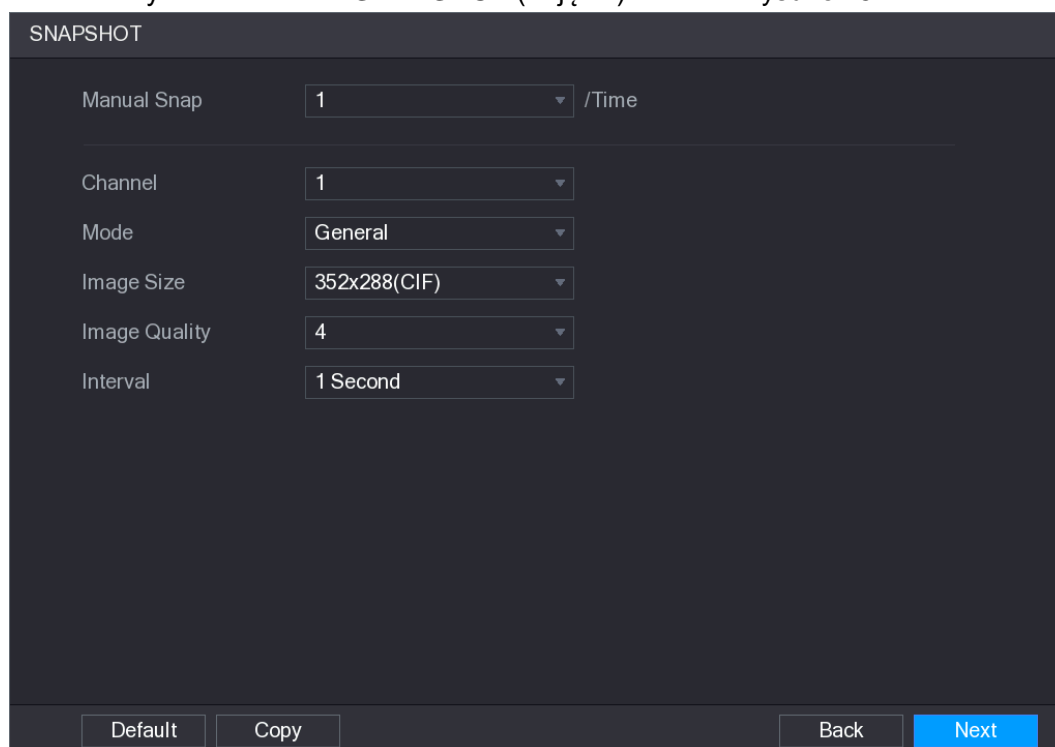 SNAPSHOT
Manual Snap 1 /Time
Channel 1
Mode General
Image Size 352x288(CIF)
Image Quality 4
Interval 1 Second
Default Copy Back Next